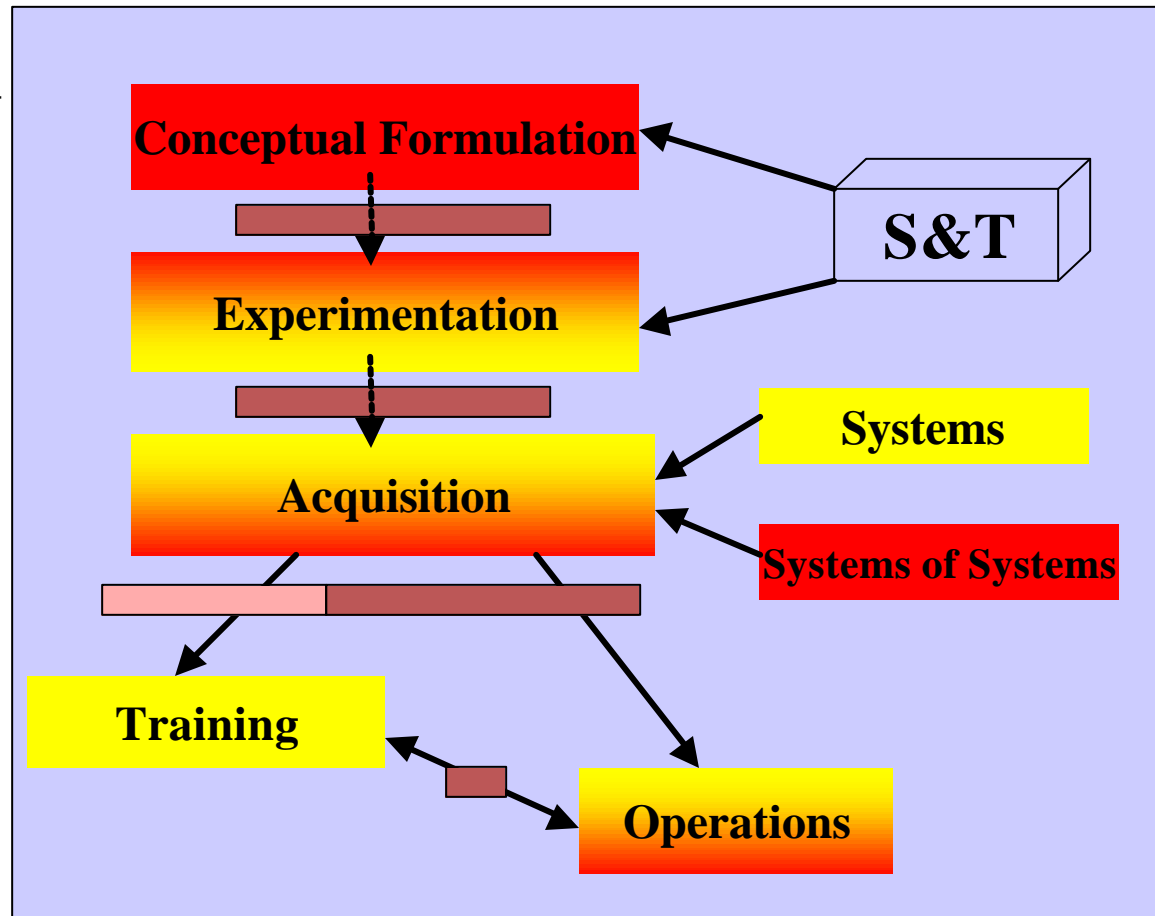 Conceptual Formulation
S&T
Experimentation
Systems
Acquisition
Systems of Systems
Training
Operations